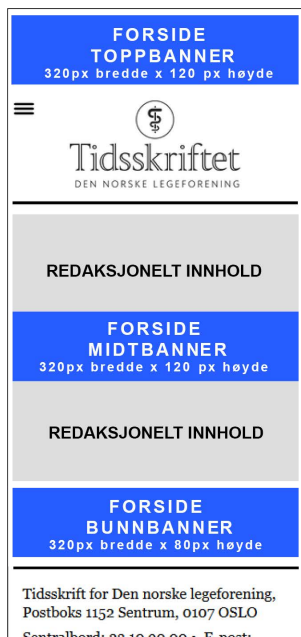 FORSIDE
TOPPBANNER
320px bredde x 120 px høyde
Tidsskriftet
DEN NORSKE LEGEFORENING
REDAKSJONELT INNHOLD
FORSIDE
MIDTBANNER
320px bredde x 120 px høyde
REDAKSJONELT INNHOLD
FORSIDE
BUNNBANNER
320px bredde x 80px høyde
Tidsskrift for Den norske legeforening,
Postboks 1152 Sentrum, 0107 OSLO